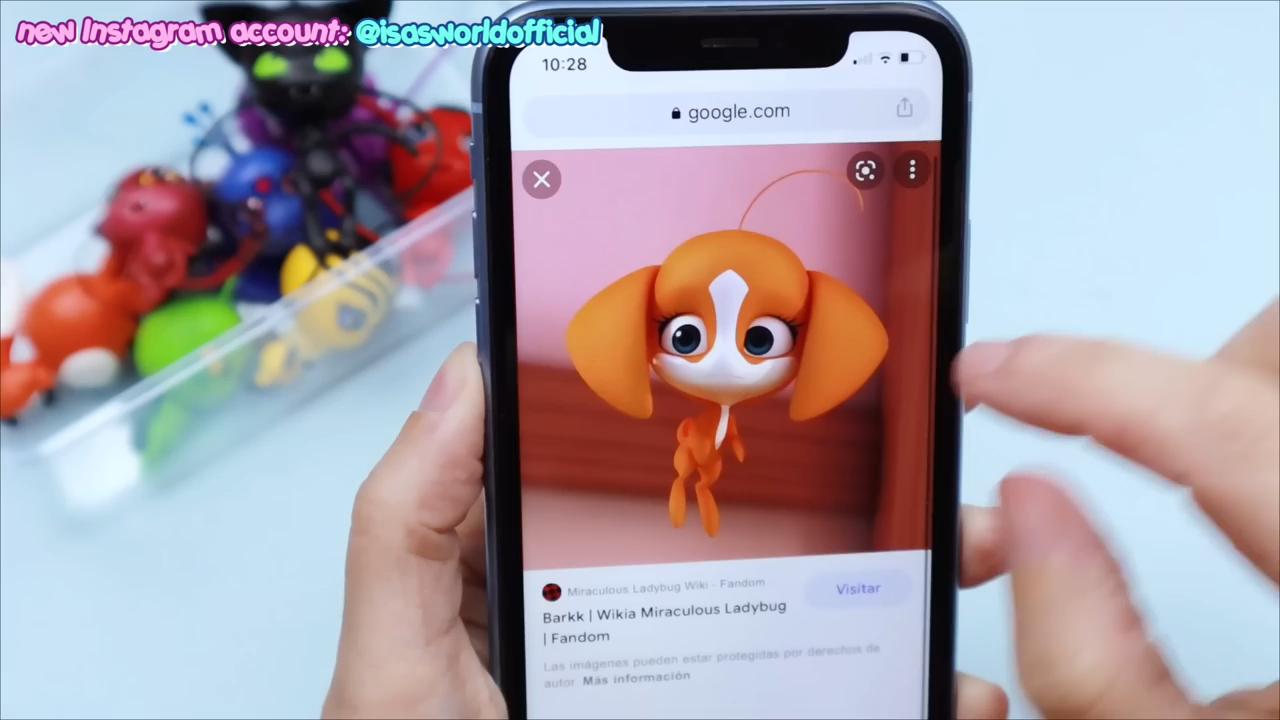 new Instagram account: @isasworldofficial
10:28
google.com
Miraculous Ladybug Wiki - Fandom
Visitar
Barkk | Wikia Miraculous Ladybug
| Fandom
Las imágenes pueden estar protegidas por derechos de
autor. Más información